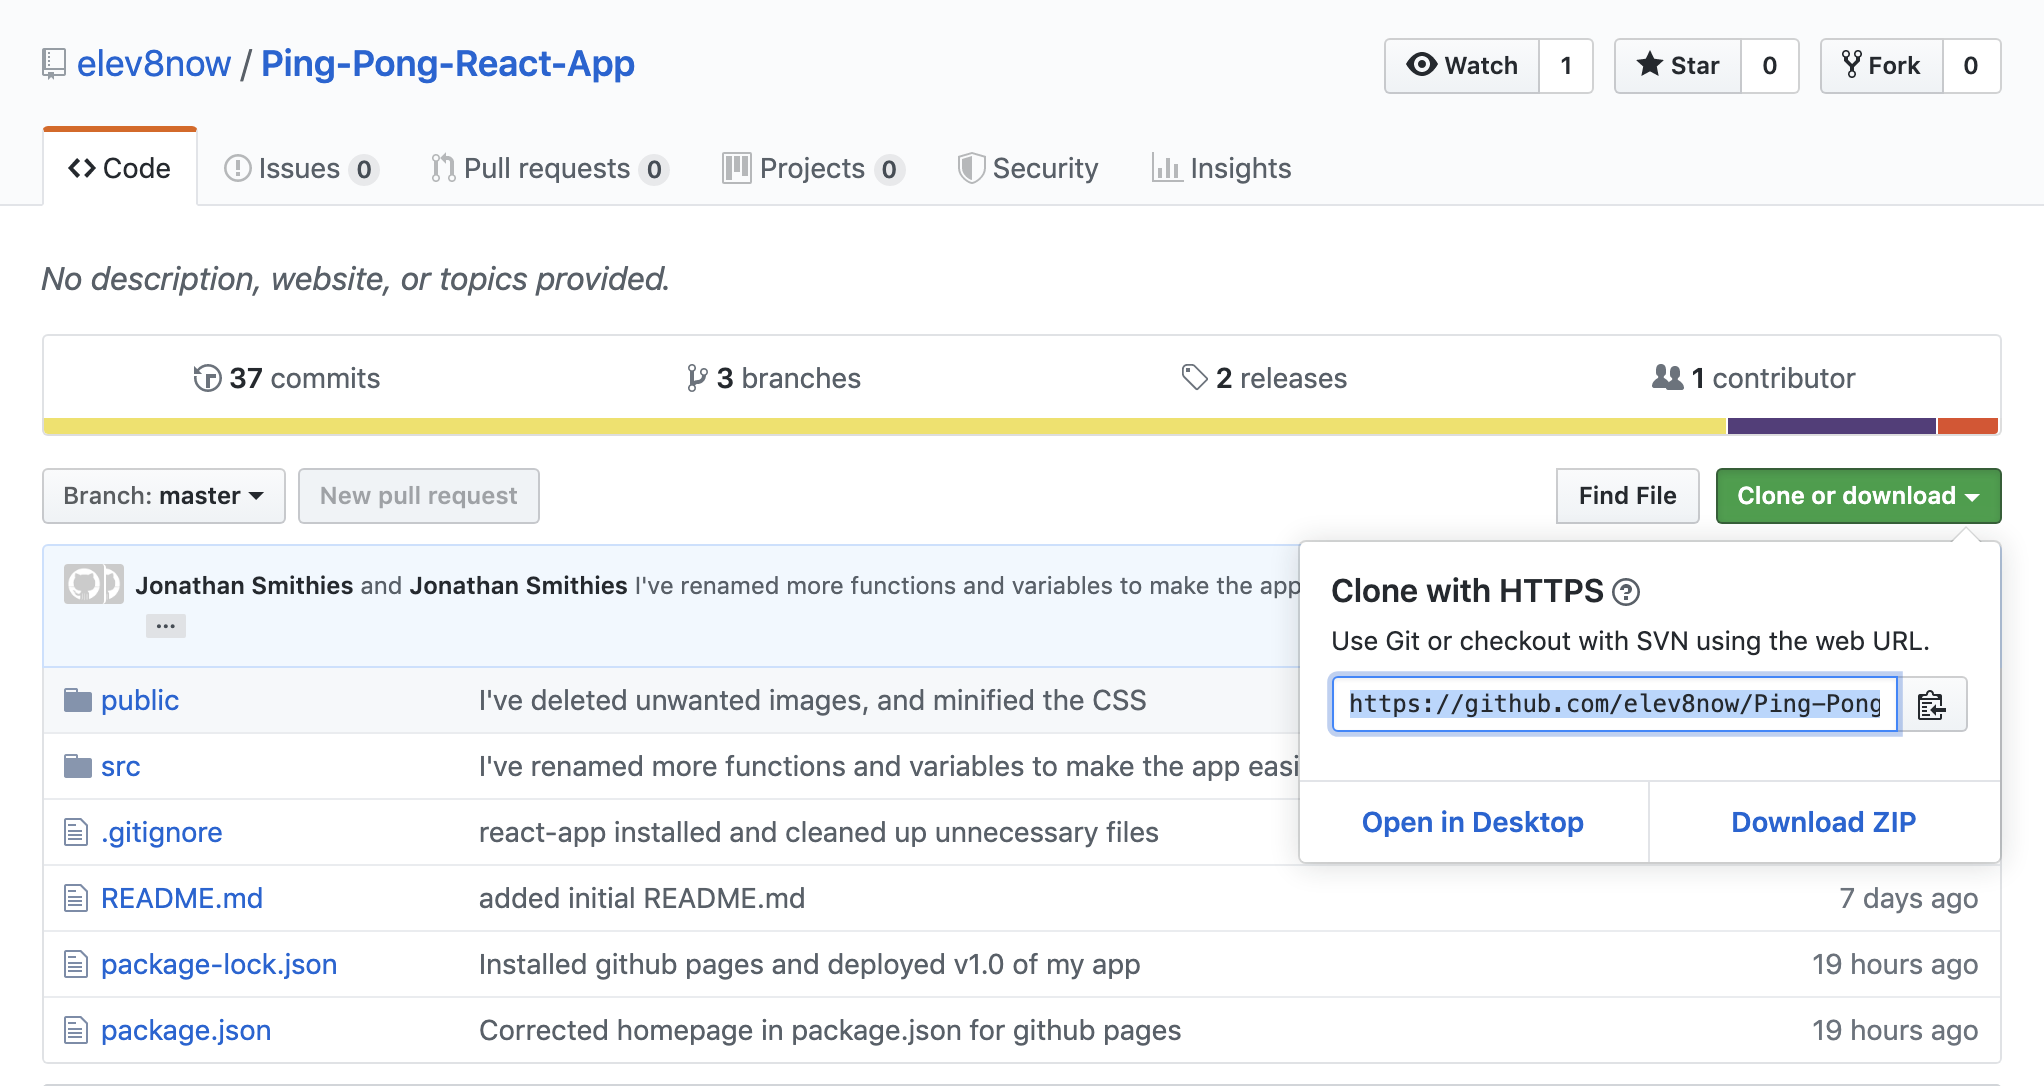 elev8now / Ping-Pong-React-App
Watch 1 Star 0 Fork 0
Code Issues 0 Pull requests 0 Projects 0 Security Insights
No description, website, or topics provided.
37 commits 3 branches 2 releases 1 contributor
Branch: master New pull request Find File Clone or download
Jonathan Smithies and Jonathan Smithies I've renamed more functions and variables to make the app
...
Clone with HTTPS ?
Use Git or checkout with SVN using the web URL.
https://github.com/elev8now/Ping-Pong
Open in Desktop Download ZIP
public I've deleted unwanted images, and minified the CSS
src I've renamed more functions and variables to make the app easi
.gitignore react-app installed and cleaned up unnecessary files
README.md added initial README.md 7 days ago
package-lock.json Installed github pages and deployed v1.0 of my app 19 hours ago
package.json Corrected homepage in package.json for github pages 19 hours ago